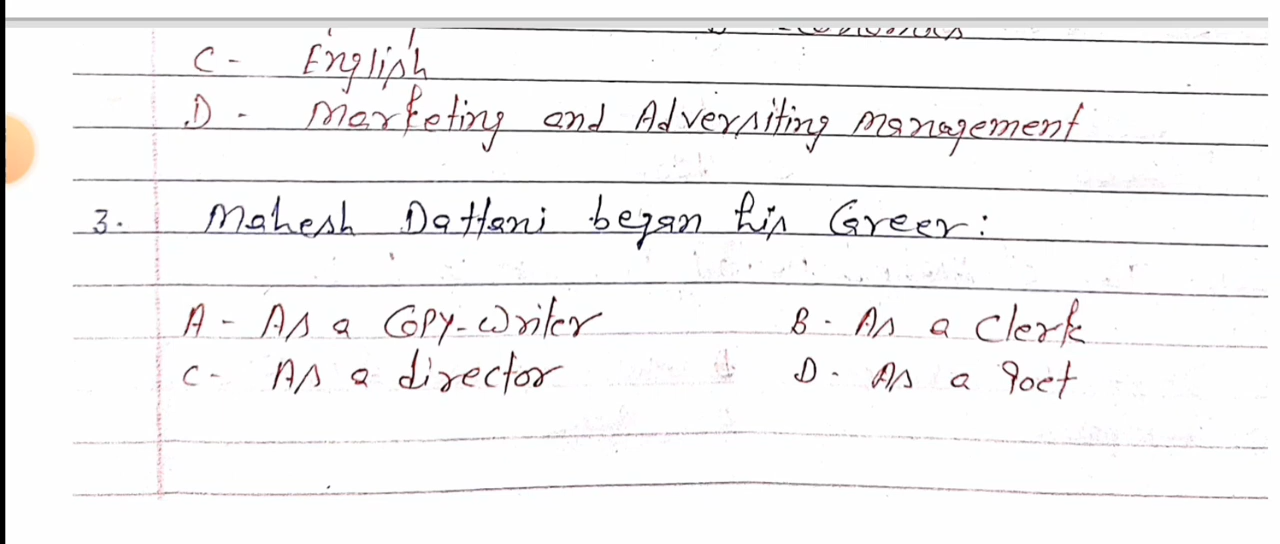 C - English
D - Marketing and Adversiting management
3. Mahesh Dattani began his Career:
A - As a Copy-writer B - As a Clerk
C - As a director D - As a Poet